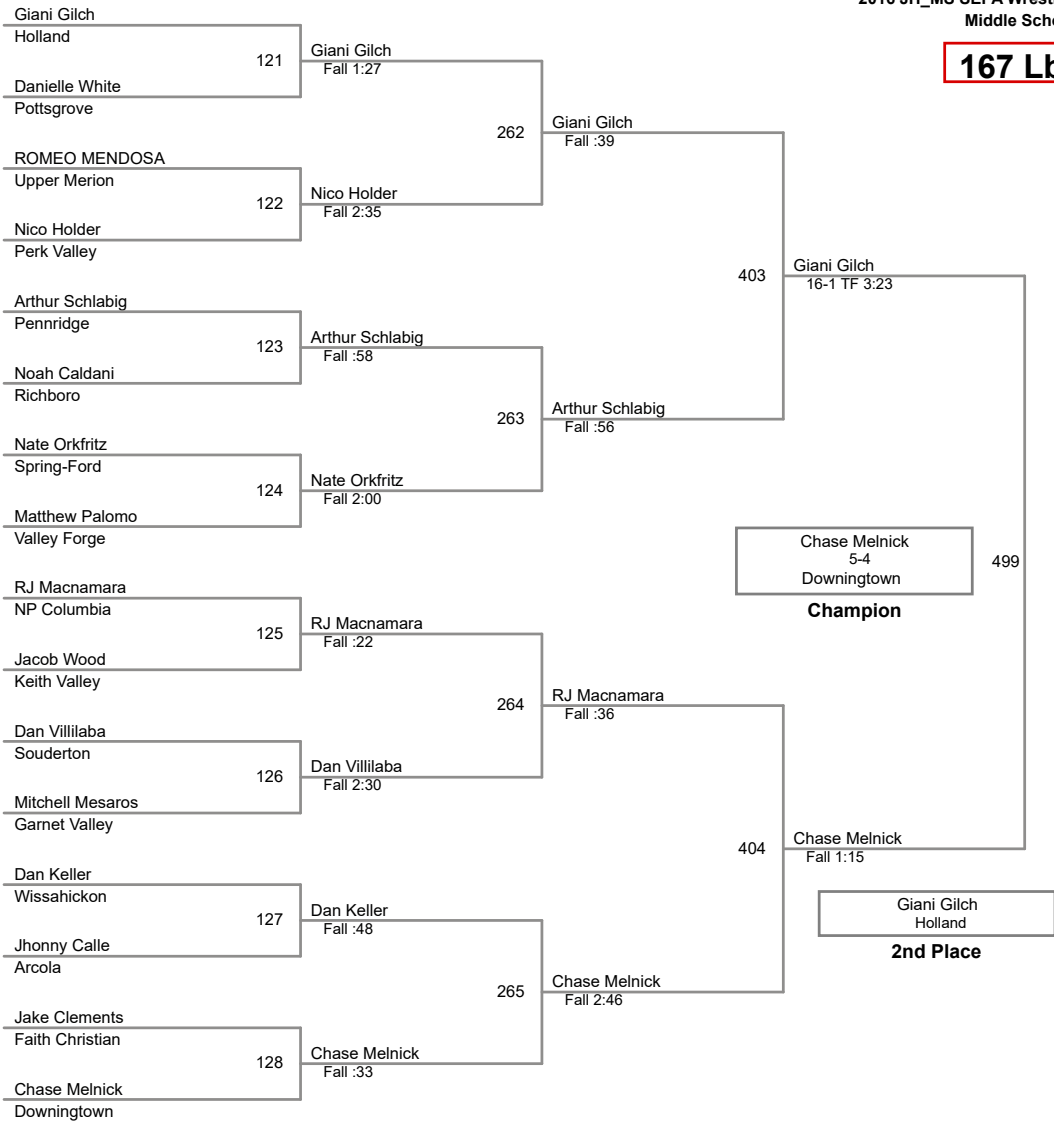 2016 JH_MS SEPA Wrest
Middle Sch
167 Lb
Giani Gilch
Holland
121
Danielle White
Pottsgrove
ROMEO MENDOSA
Upper Merion
122
Nico Holder
Perk Valley
Arthur Schlabig
Pennridge
123
Noah Caldani
Richboro
Nate Orkfritz
Spring-Ford
124
Matthew Palomo
Valley Forge
RJ Macnamara
NP Columbia
125
Jacob Wood
Keith Valley
Dan Villilaba
Souderton
126
Mitchell Mesaros
Garnet Valley
Dan Keller
Wissahickon
127
Jhonny Calle
Arcola
Jake Clements
Faith Christian
128
Chase Melnick
Downingtown
Giani Gilch
Fall 1:27
262
Nico Holder
Fall 2:35
Arthur Schlabig
Fall :58
263
Nate Orkfritz
Fall 2:00
RJ Macnamara
Fall :22
264
Dan Villilaba
Fall 2:30
Dan Keller
Fall :48
265
Chase Melnick
Fall :33
Giani Gilch
Fall :39
403
Arthur Schlabig
Fall :56
RJ Macnamara
Fall :36
404
Chase Melnick
Fall 2:46
Giani Gilch
16-1 TF 3:23
499
Chase Melnick
Fall 1:15
Chase Melnick
5-4
Downingtown
Champion
Giani Gilch
Holland
2nd Place